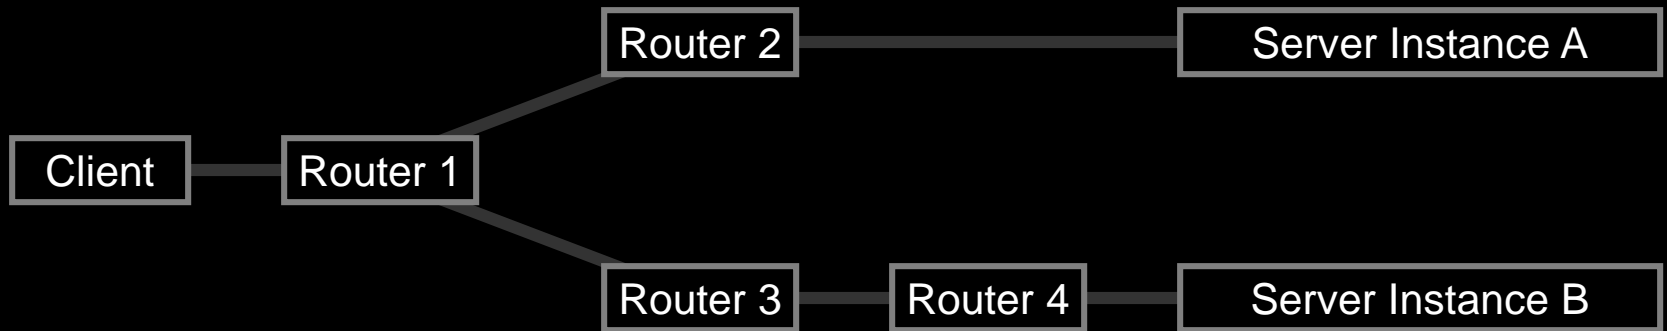 Router 2
Server Instance A
Client
Router 1
Router 3
Router 4
Server Instance B